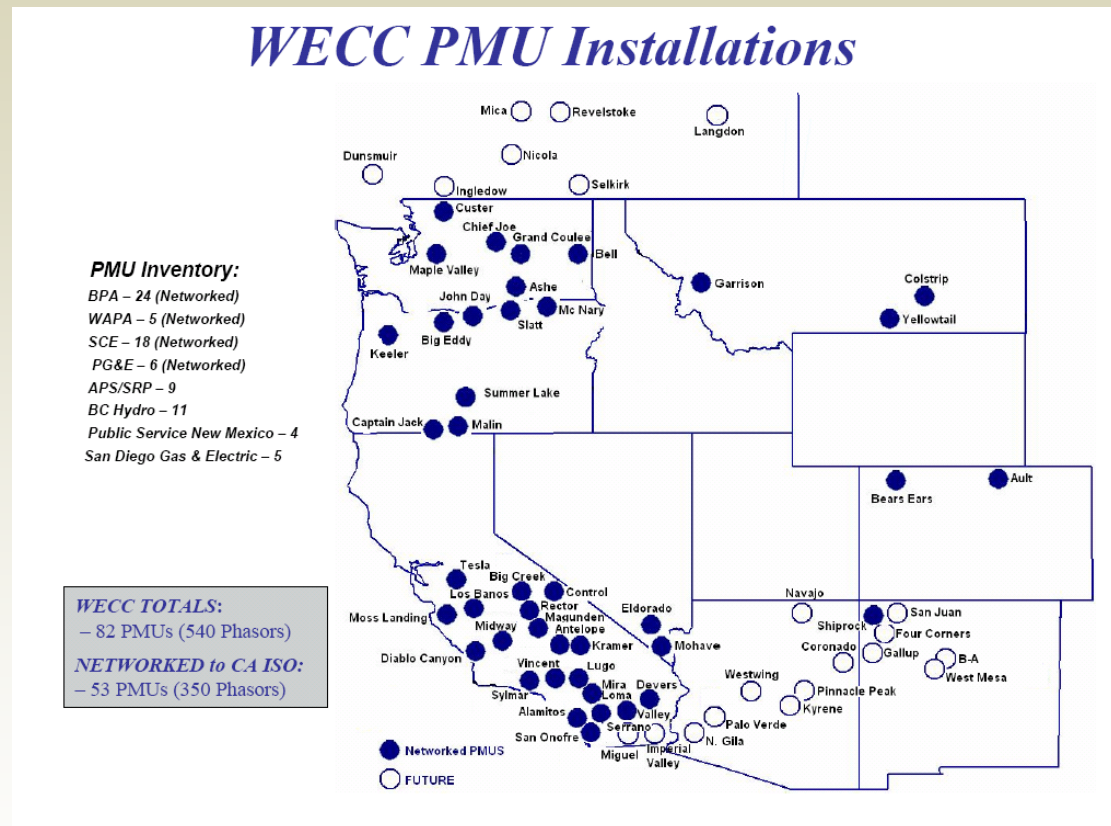 WECC PMU Installations
Mica
Revelstoke
Langdon
Nicola
Dunsmuir
Ingledow
Selkirk
Custer
Chief Joe
Grand Coulee
Bell
Maple Valley
Ashe
John Day
Mc Nary
Slatt
Big Eddy
Keeler
Garrison
Colstrip
Yellowtail
PMU Inventory:
BPA – 24 (Networked)
WAPA – 5 (Networked)
SCE – 18 (Networked)
PG&E – 6 (Networked)
APS/SRP – 9
BC Hydro – 11
Public Service New Mexico – 4
San Diego Gas & Electric – 5
Summer Lake
Captain Jack
Malin
Bears Ears
Ault
WECC TOTALS:
– 82 PMUs (540 Phasors)
NETWORKED to CA ISO:
– 53 PMUs (350 Phasors)
Tesla
Big Creek
Los Banos
Control
Rector
Moss Landing
Magunden
Midway
Antelope
Kramer
Diablo Canyon
Eldorado
Mohave
Vincent
Lugo
Sylmar
Mira
Loma
Devers
Alamitos
Valley
Serrano
San Onofre
Miguel
Imperial
Valley
Navajo
San Juan
Shiprock
Four Corners
Coronado
Gallup
B-A
West Mesa
Westwing
Pinnacle Peak
Kyrene
Palo Verde
N. Gila
Networked PMUS
FUTURE